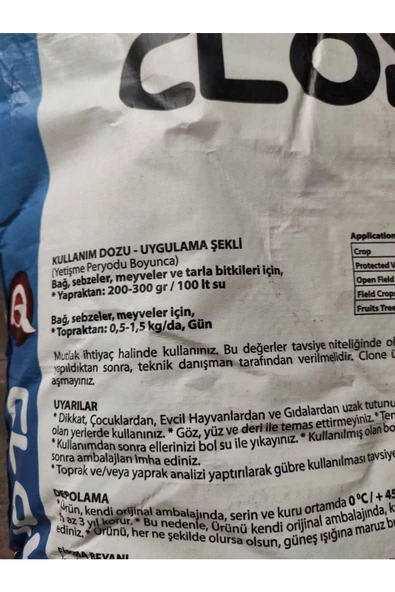 CLO
KULLANIM DOZU - UYGULAMA ŞEKLİ
(Yetişme Peryodu Boyunca)
Bağ, sebzeler, meyveler ve tarla bitkileri için,
* Yapraktan: 200-300 gr / 100 lt su
Bağ, sebzeler, meyveler için,
* Topraktan: 0,5-1,5 kg/da, Gün
Application
Crop
Protected V
Open Field
Field Crops
Fruits Tree
Mutlak ihtiyaç halinde kullanınız. Bu değerler tavsiye niteliğinde ol
yapıldıktan sonra, teknik danışman tarafından verilmelidir. Clone ü
aşmayınız.
UYARILAR
* Dikkat, Çocuklardan, Evcil Hayvanlardan ve Gıdalardan uzak tutunu
olan yerlerde kullanınız. * Göz, yüz ve deri ile temas ettirmeyiniz. * Ten
* Kullanımdan sonra ellerinizi bol su ile yıkayınız. * Kullanılmış olan bo
sonra ambalajları imha ediniz.
* Toprak ve/veya yaprak analizi yaptırılarak gübre kullanılması tavsiye
DEPOLAMA
* Ürün, kendi orijinal ambalajında, serin ve kuru ortamda 0°C / + 45
az 3 yıl korur. * Bu nedenle, Ürünü kendi orijinal ambalajında, k
ediniz. * Ürünü, her ne şekilde olursa olsun, güneş ışığına maruz b
BEYANI